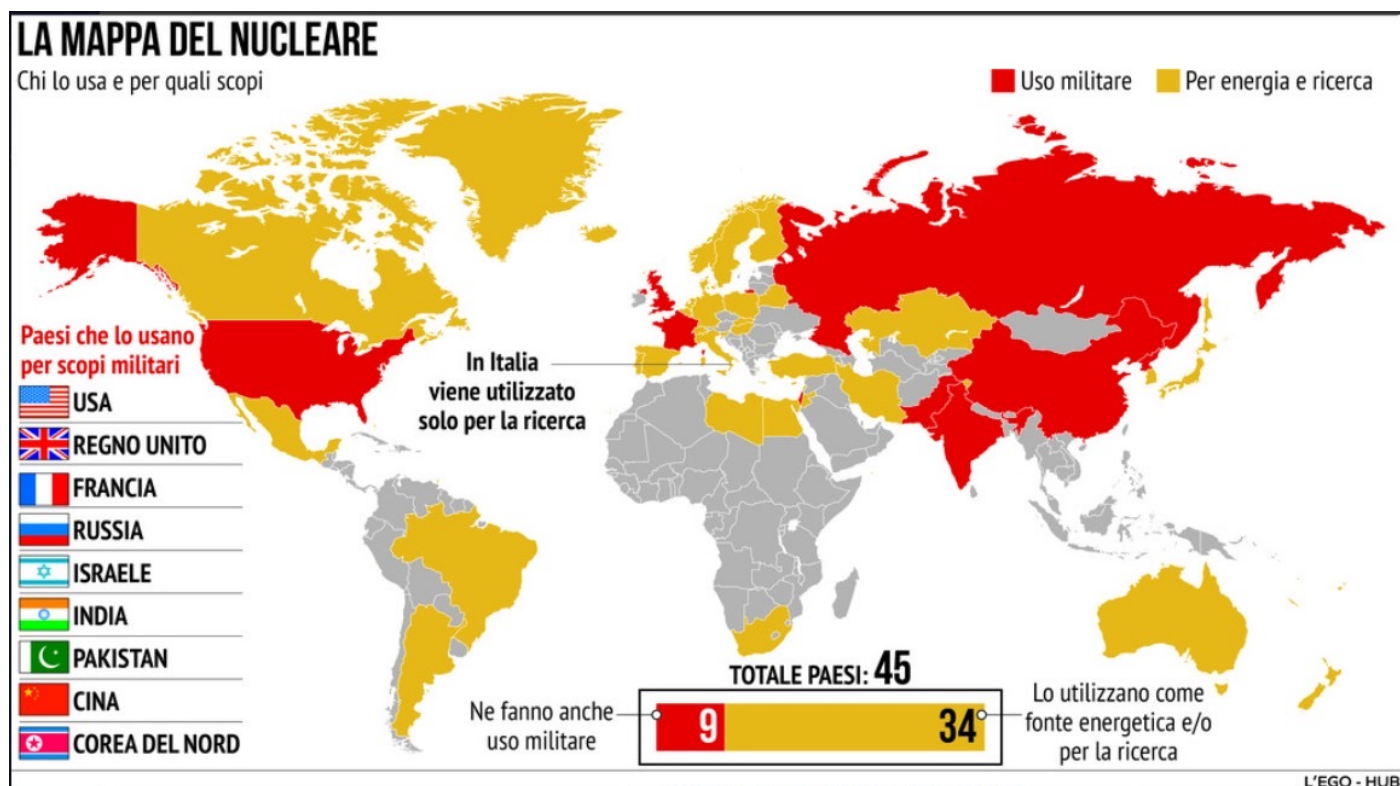 LA MAPPA DEL NUCLEARE
Chi lo usa e per quali scopi
Uso militare
Per energia e ricerca
Paesi che lo usano
per scopi militari
USA
REGNO UNITO
FRANCIA
RUSSIA
ISRAELE
INDIA
PAKISTAN
CINA
COREA DEL NORD
In Italia
viene utilizzato
solo per la ricerca
TOTALE PAESI: 45
Ne fanno anche
uso militare
9
34
Lo utilizzano come
fonte energetica e/o
per la ricerca
L'EGO - HUB